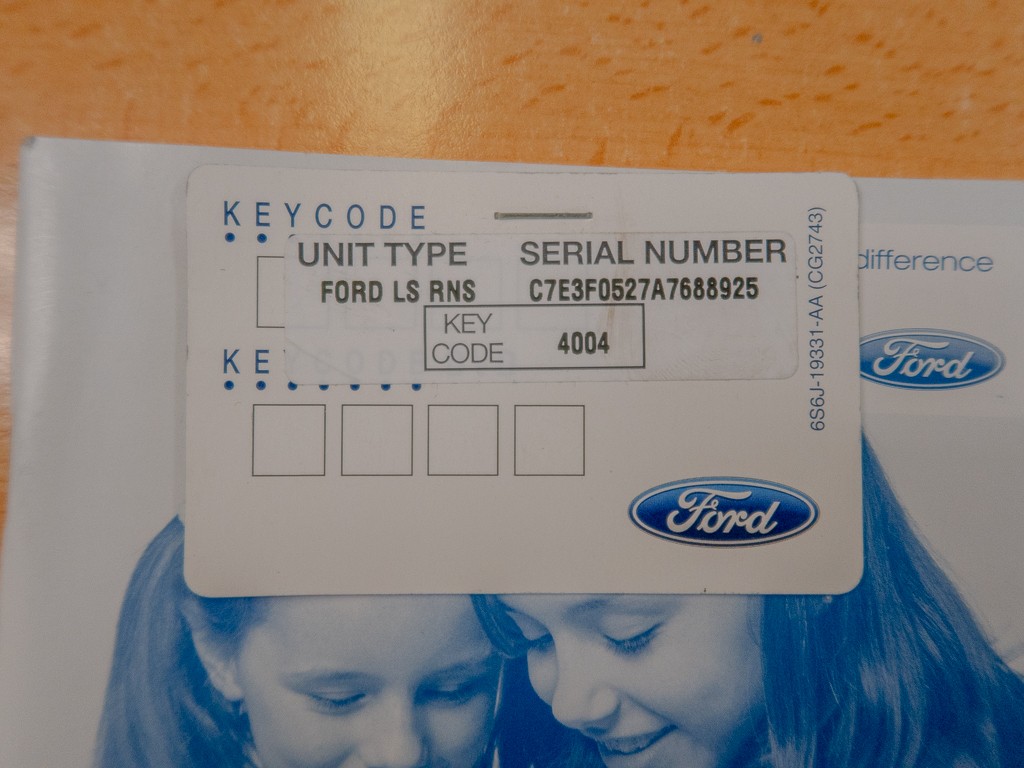 KEYCODE
UNIT TYPE SERIAL NUMBER
FORD LS RNS C7E3F0527A7688925
KEY CODE 4004
KEYCODE
6S6J-19331-AA (CG2743)
Ford
difference
Ford